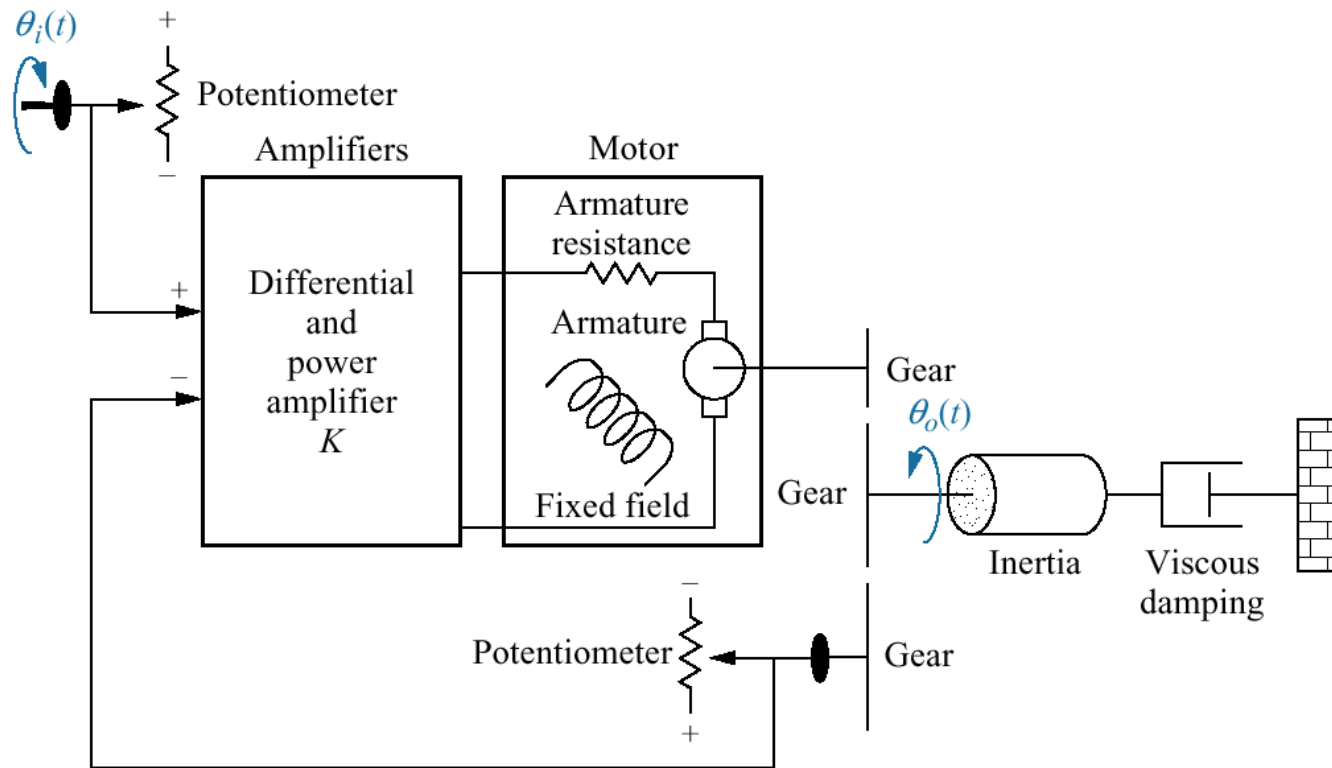 θi(t)
+
Potentiometer
−
Amplifiers
Motor
Armature
resistance
+
Differential
and
power
amplifier
K
−
Armature
Fixed field
Gear
θo(t)
Gear
Inertia
Viscous
damping
−
Potentiometer
+
Gear